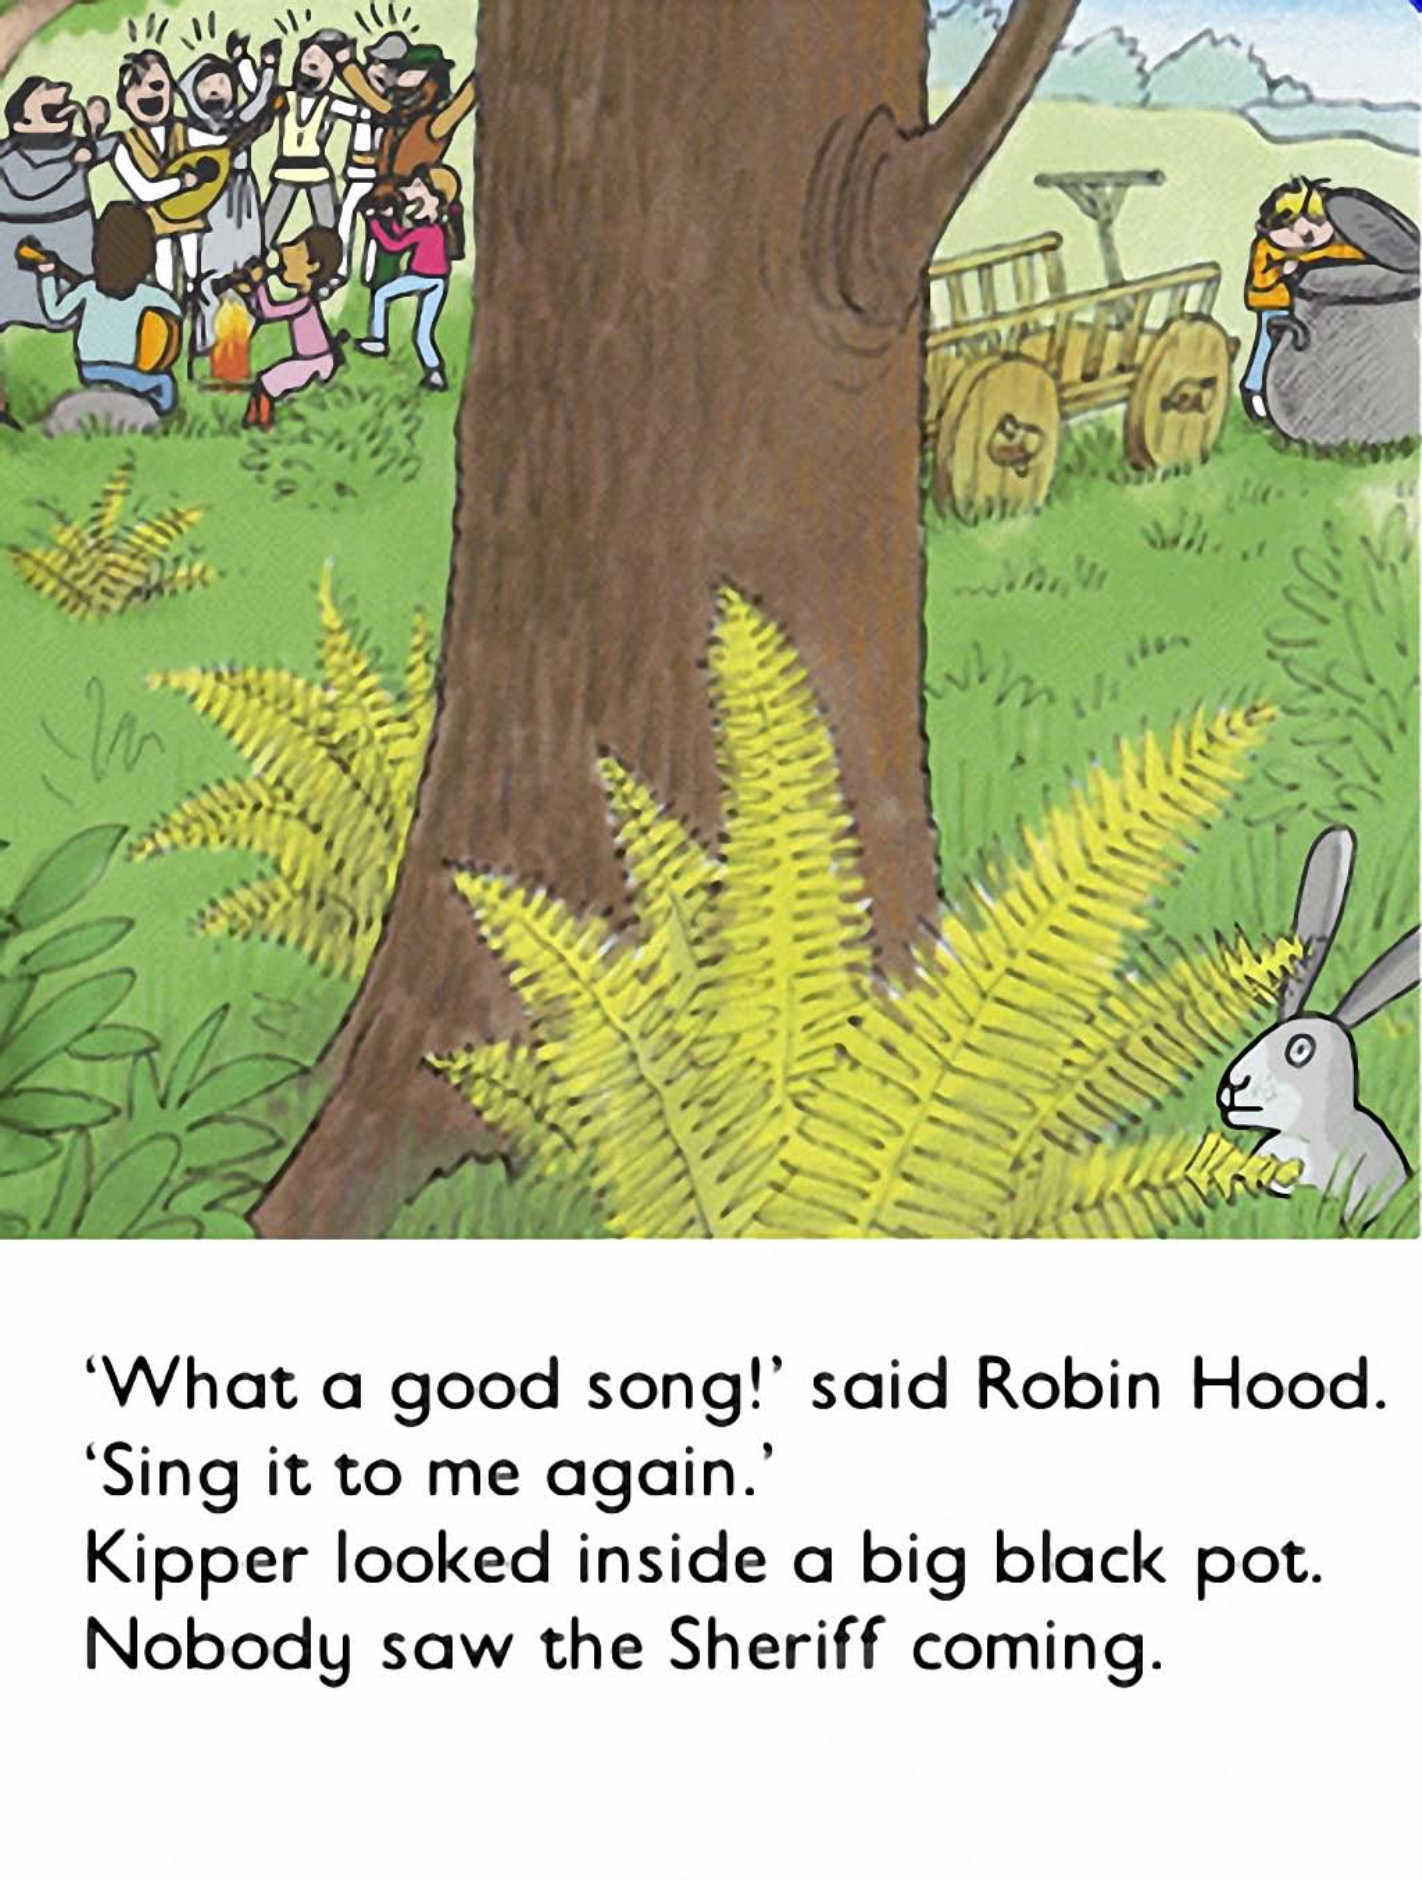 ‘What a good song!’ said Robin Hood.
‘Sing it to me again.’
Kipper looked inside a big black pot.
Nobody saw the Sheriff coming.